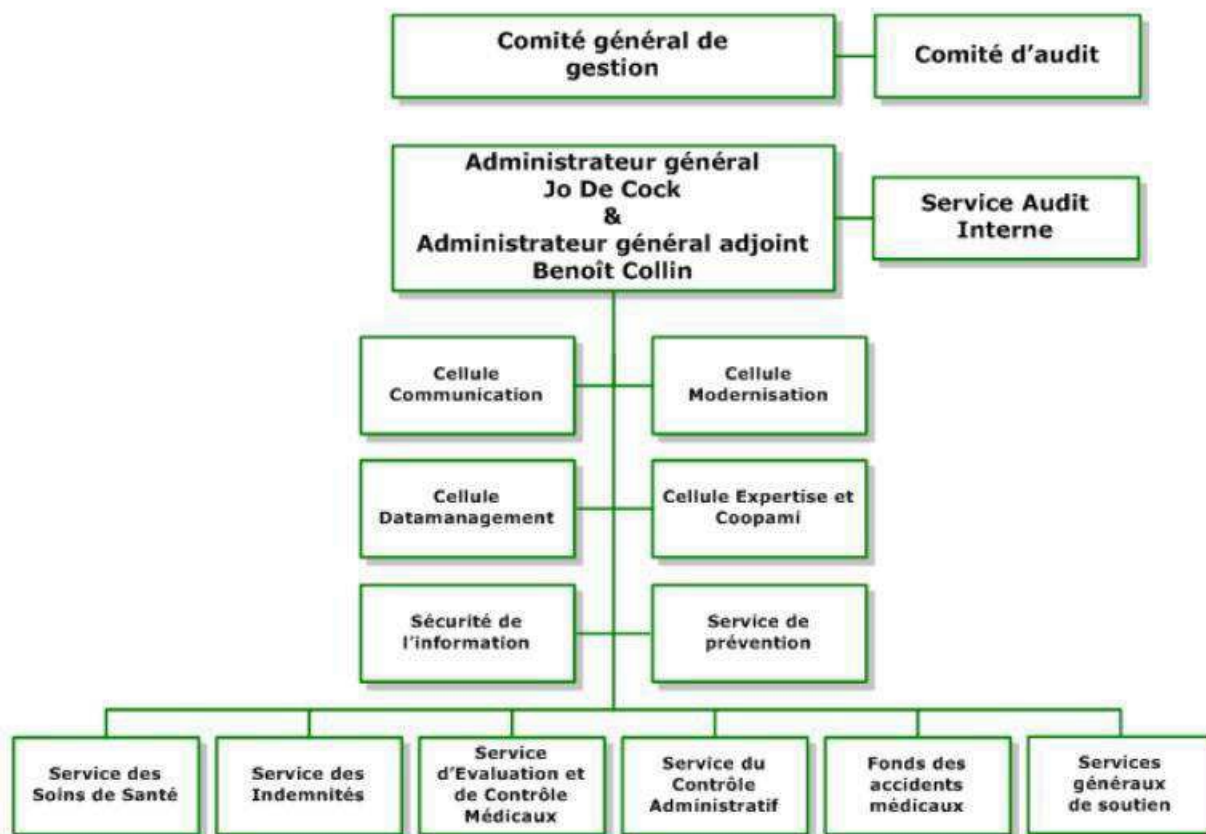 Comité général de
gestion
Comité d'audit
Administrateur général
Jo De Cock
&
Administrateur général adjoint
Benoît Collin
Service Audit
Interne
Cellule
Communication
Cellule
Modernisation
Cellule
Datamanagement
Cellule Expertise et
Coopami
Sécurité de
l'information
Service de
prévention
Service des
Soins de Santé
Service des
Indemnités
Service
d'Evaluation et
de Contrôle
Médicaux
Service du
Contrôle
Administratif
Fonds des
accidents
médicaux
Services
généraux
de soutien